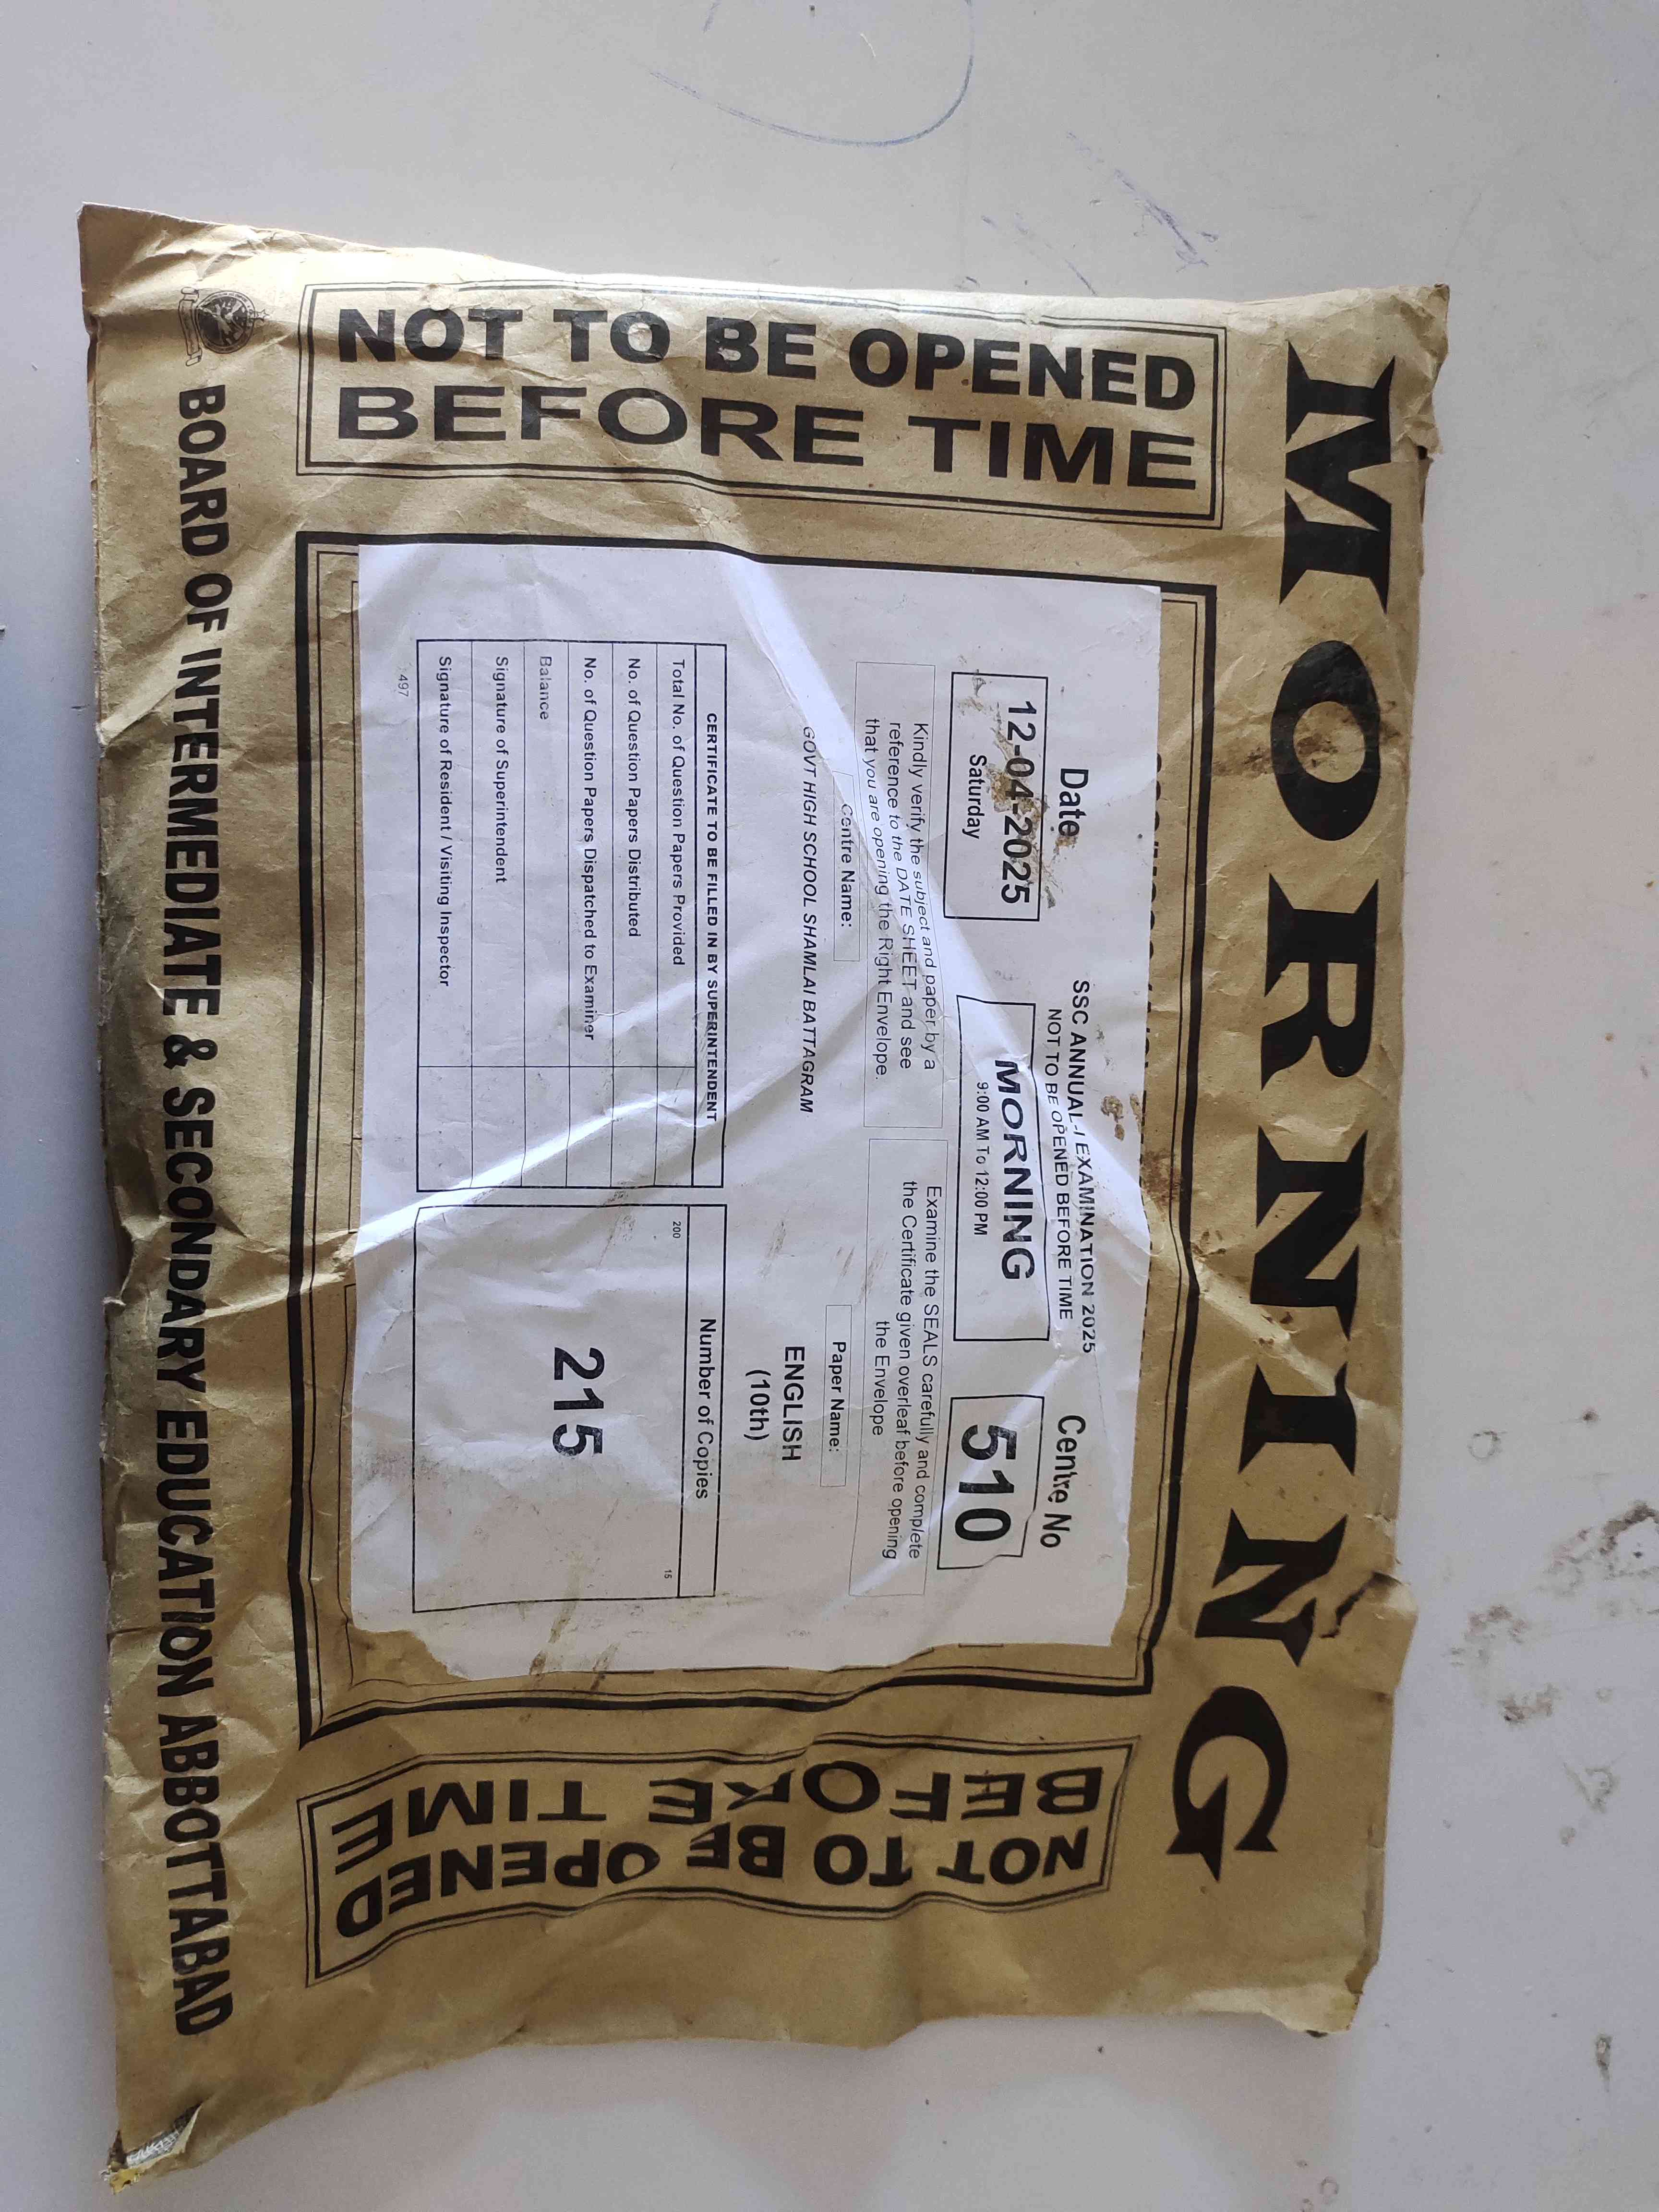 MORNING
NOT TO BE OPENED
BEFORE TIME
SSC ANNUAL-I EXAMINATION 2025
NOT TO BE OPENED BEFORE TIME
Date
12-04-2025
Saturday
MORNING
9:00 AM To 12:00 PM
Centre No
510
Kindly verify the subject and paper by a
reference to the DATE SHEET and see
that you are opening the Right Envelope.
Examine the SEALS carefully and complete
the Certificate given overleaf before opening
the Envelope
Centre Name:
GOVT HIGH SCHOOL SHAMLAI BATTAGRAM
Paper Name:
ENGLISH
(10th)
CERTIFICATE TO BE FILLED IN BY SUPERINTENDENT
Total No. of Question Papers Provided
No. of Question Papers Distributed
No. of Question Papers Dispatched to Examiner
Balance
Signature of Superintendent
Signature of Resident / Visiting Inspector
497
Number of Copies
200
15
215
NOT TO BE OPENED
BEFORE TIME
BOARD OF INTERMEDIATE & SECONDARY EDUCATION ABBOTTABAD